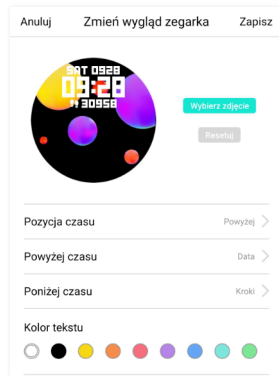 Anuluj Zmień wygląd zegarka Zapisz
SAT 0928
09:28
30958
Wybierz zdjęcie
Resetuj
Pozycja czasu Powyżej
Powyżej czasu Data
Poniżej czasu Kroki
Kolor tekstu